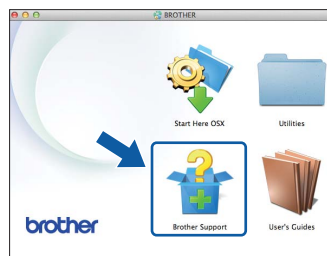 BROTHER
Start Here OSX
Utilities
Brother Support
User's Guides
brother